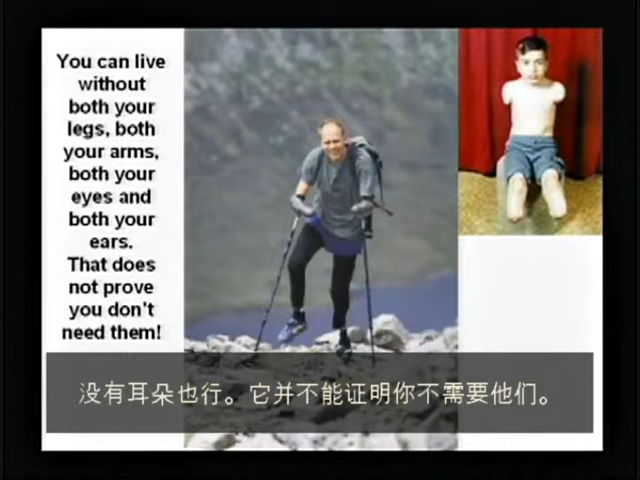 You can live
without
both your
legs, both
your arms,
both your
eyes and
both your
ears.
That does
not prove
you don't
need them!
没有耳朵也行。它并不能证明你不需要他们。